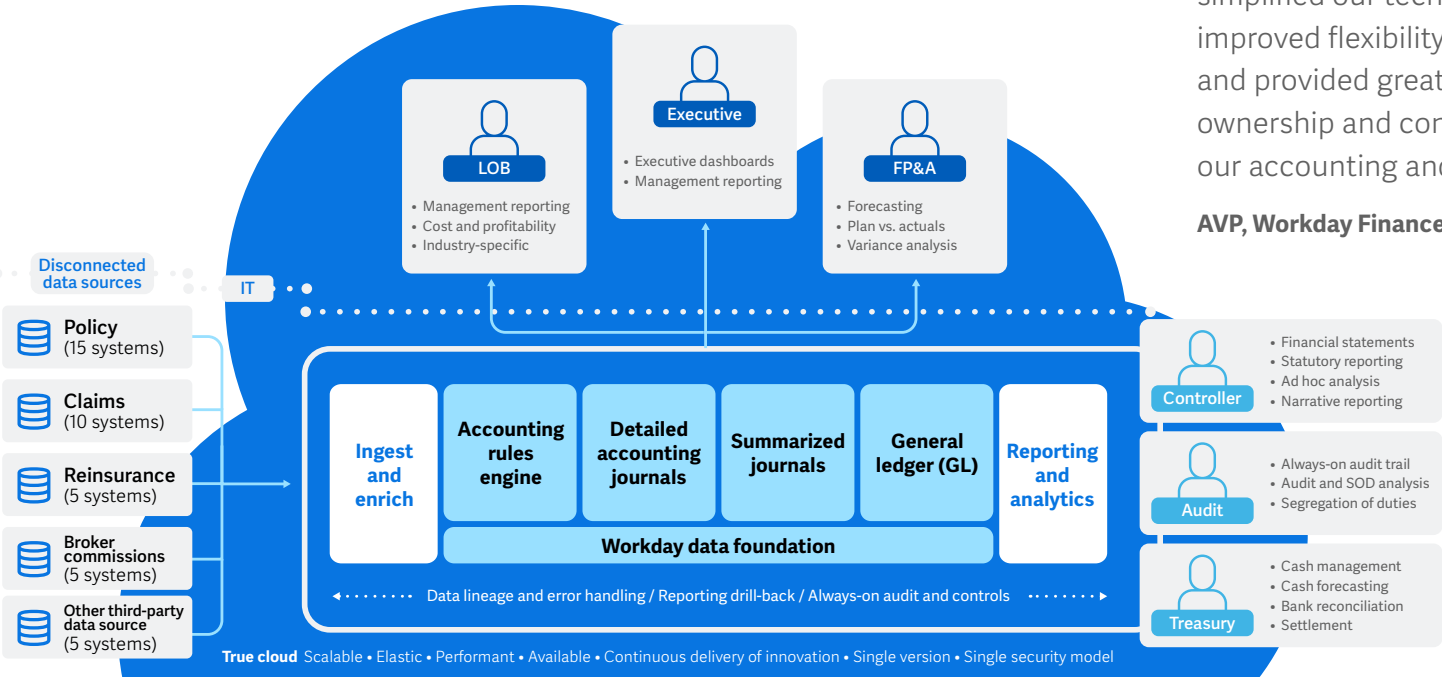 simplified our tech
improved flexibility
and provided great
ownership and con
our accounting and
AVP, Workday Finance
LOB
• Management reporting
• Cost and profitability
• Industry-specific
Executive
• Executive dashboards
• Management reporting
FP&A
• Forecasting
• Plan vs. actuals
• Variance analysis
Disconnected
data sources
IT
Policy
(15 systems)
Claims
(10 systems)
Reinsurance
(5 systems)
Broker
commissions
(5 systems)
Other third-party
data source
(5 systems)
Ingest
and
enrich
Accounting
rules
engine
Detailed
accounting
journals
Summarized
journals
General
ledger (GL)
Reporting
and
analytics
Workday data foundation
Data lineage and error handling / Reporting drill-back / Always-on audit and controls
True cloud Scalable • Elastic • Performant • Available • Continuous delivery of innovation • Single version • Single security model
Controller
• Financial statements
• Statutory reporting
• Ad hoc analysis
• Narrative reporting
Audit
• Always-on audit trail
• Audit and SOD analysis
• Segregation of duties
Treasury
• Cash management
• Cash forecasting
• Bank reconciliation
• Settlement